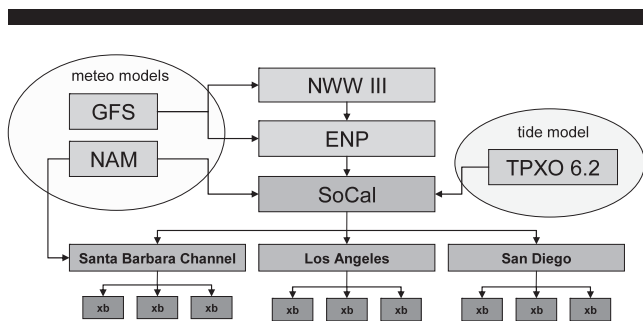 meteo models
GFS
NAM
NWW III
ENP
SoCal
tide model
TPXO 6.2
Santa Barbara Channel
Los Angeles
San Diego
xb xb xb xb xb xb xb xb xb